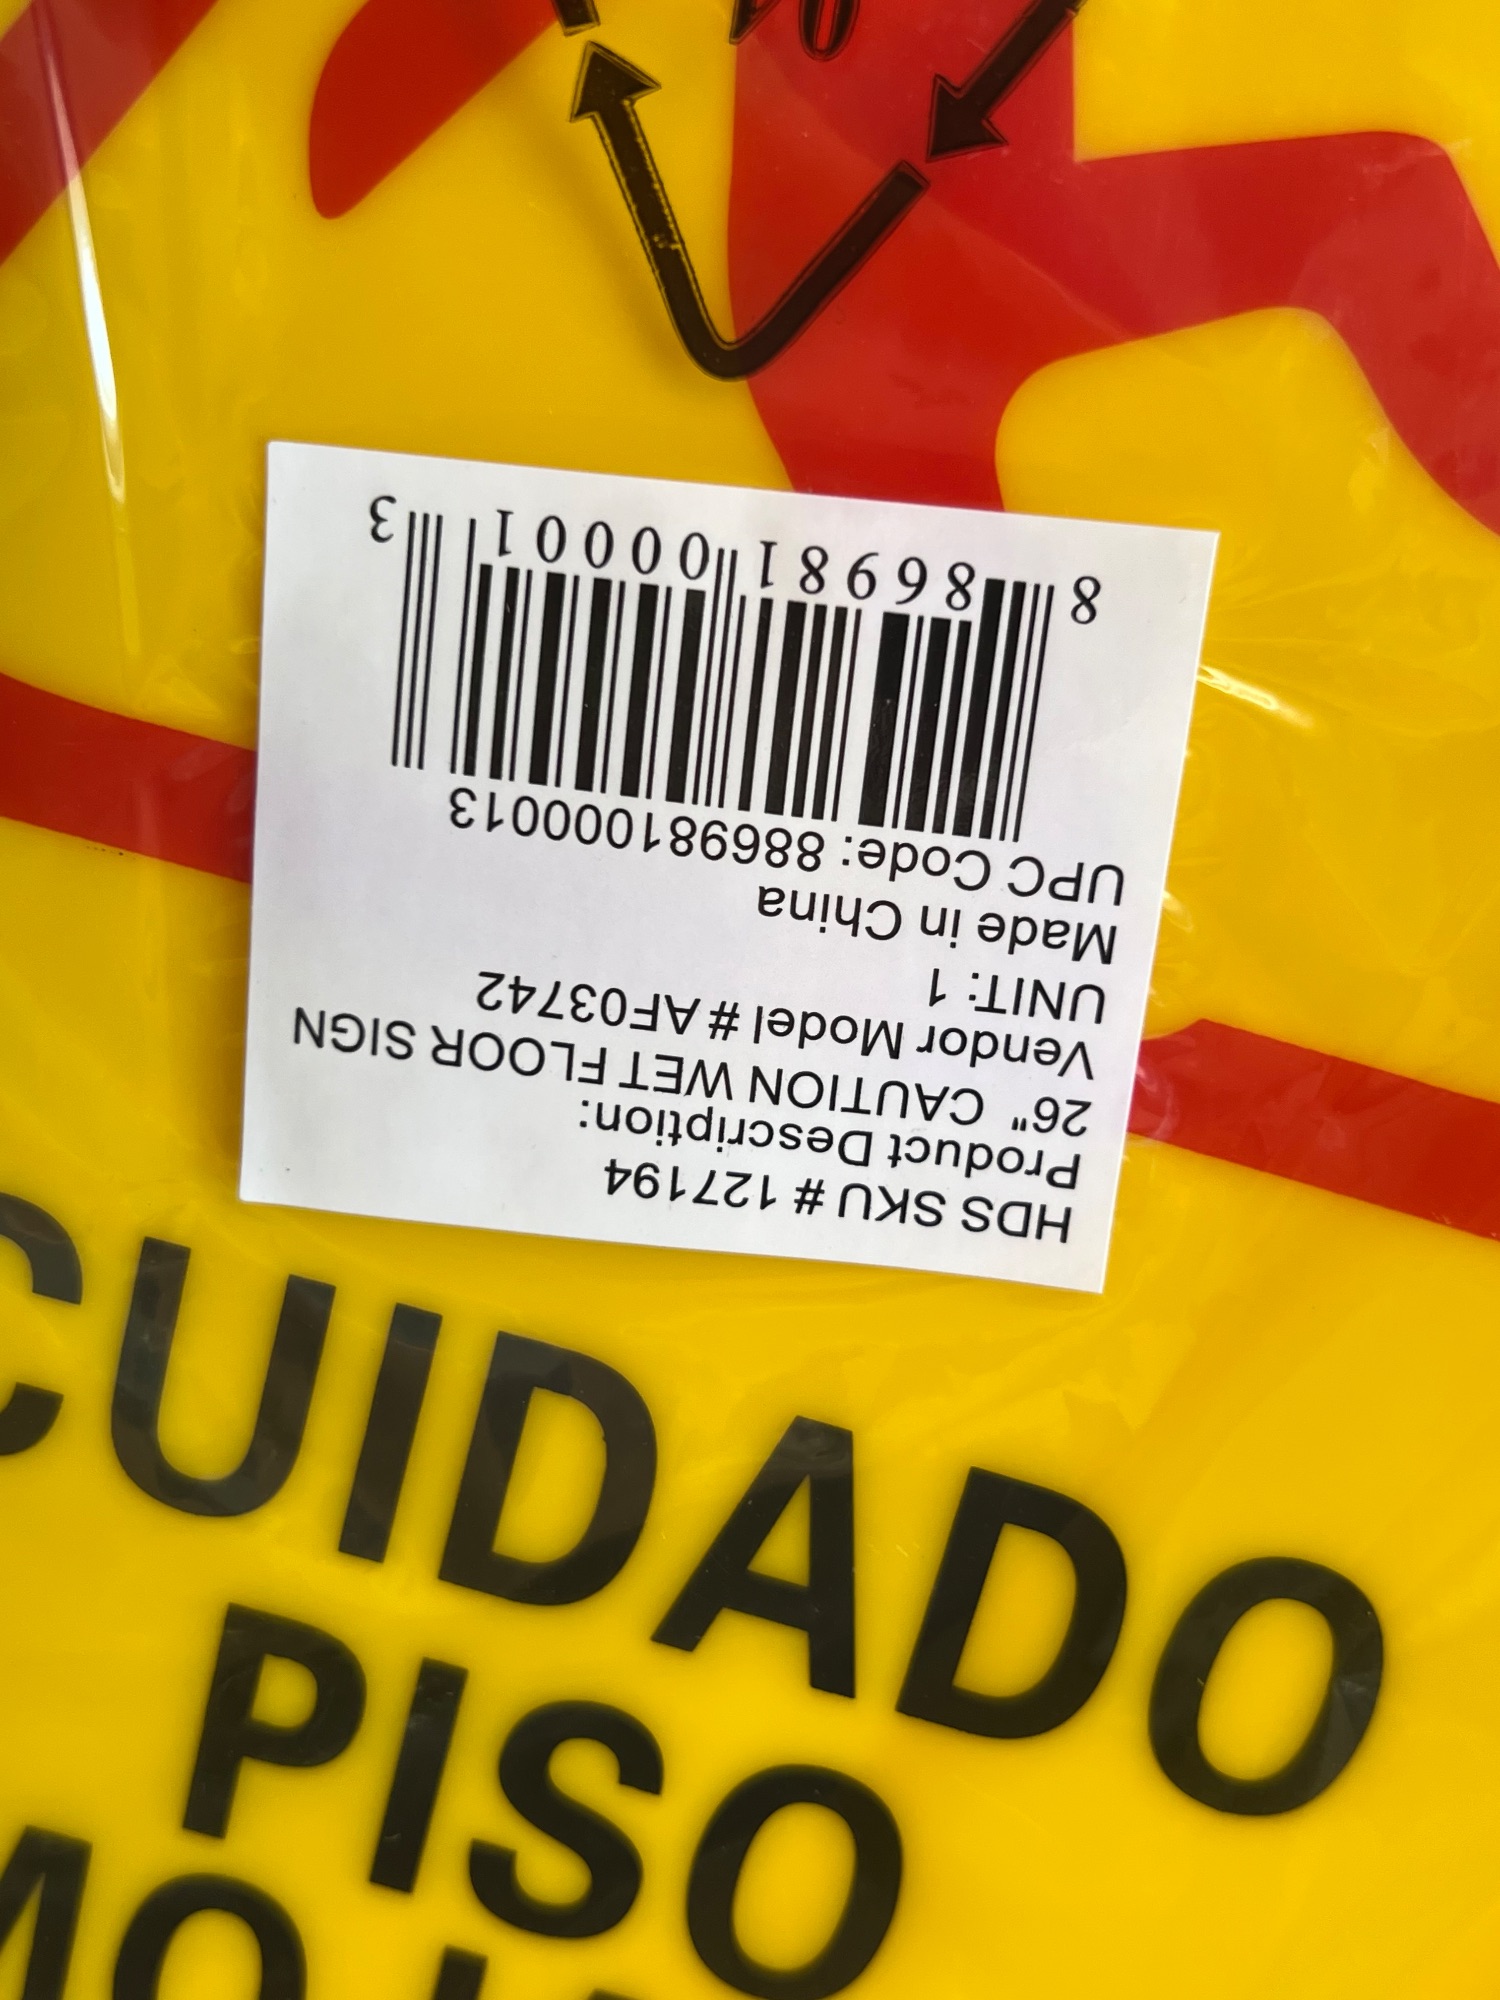 HDS SKU # 127194
Product Description:
26" CAUTION WET FLOOR SIGN
Vendor Model # AF03742
UNIT: 1
Made in China
UPC Code: 886981000013
8 86981 00001 3
CUIDADO
PISO